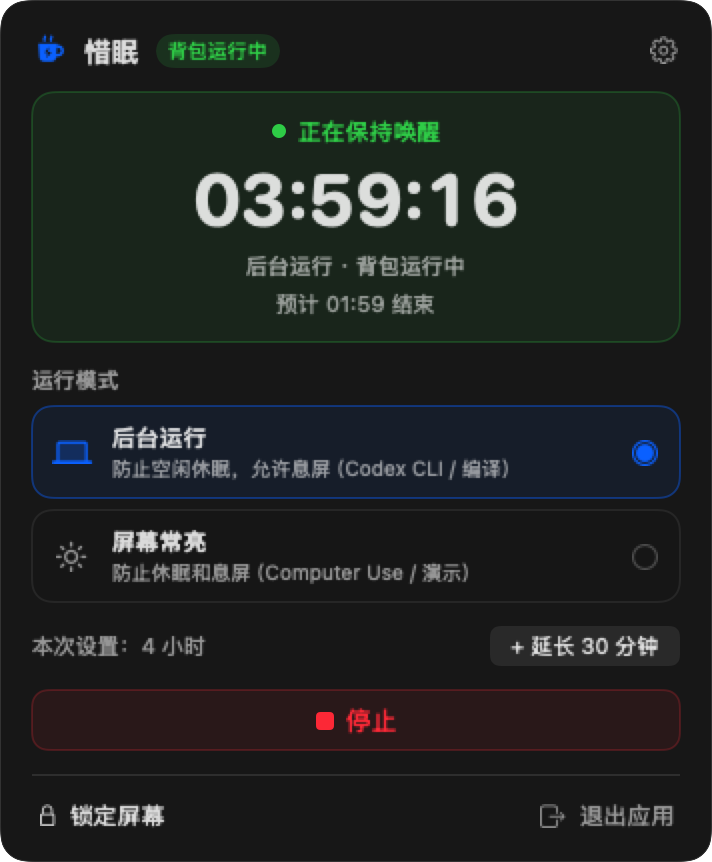 惜眠 背包运行中
正在保持唤醒
03:59:16
后台运行 · 背包运行中
预计 01:59 结束
运行模式
后台运行
防止空闲休眠，允许息屏（Codex CLI / 编译）
屏幕常亮
防止休眠和息屏（Computer Use / 演示）
本次设置：4 小时 + 延长 30 分钟
停止
锁定屏幕 退出应用